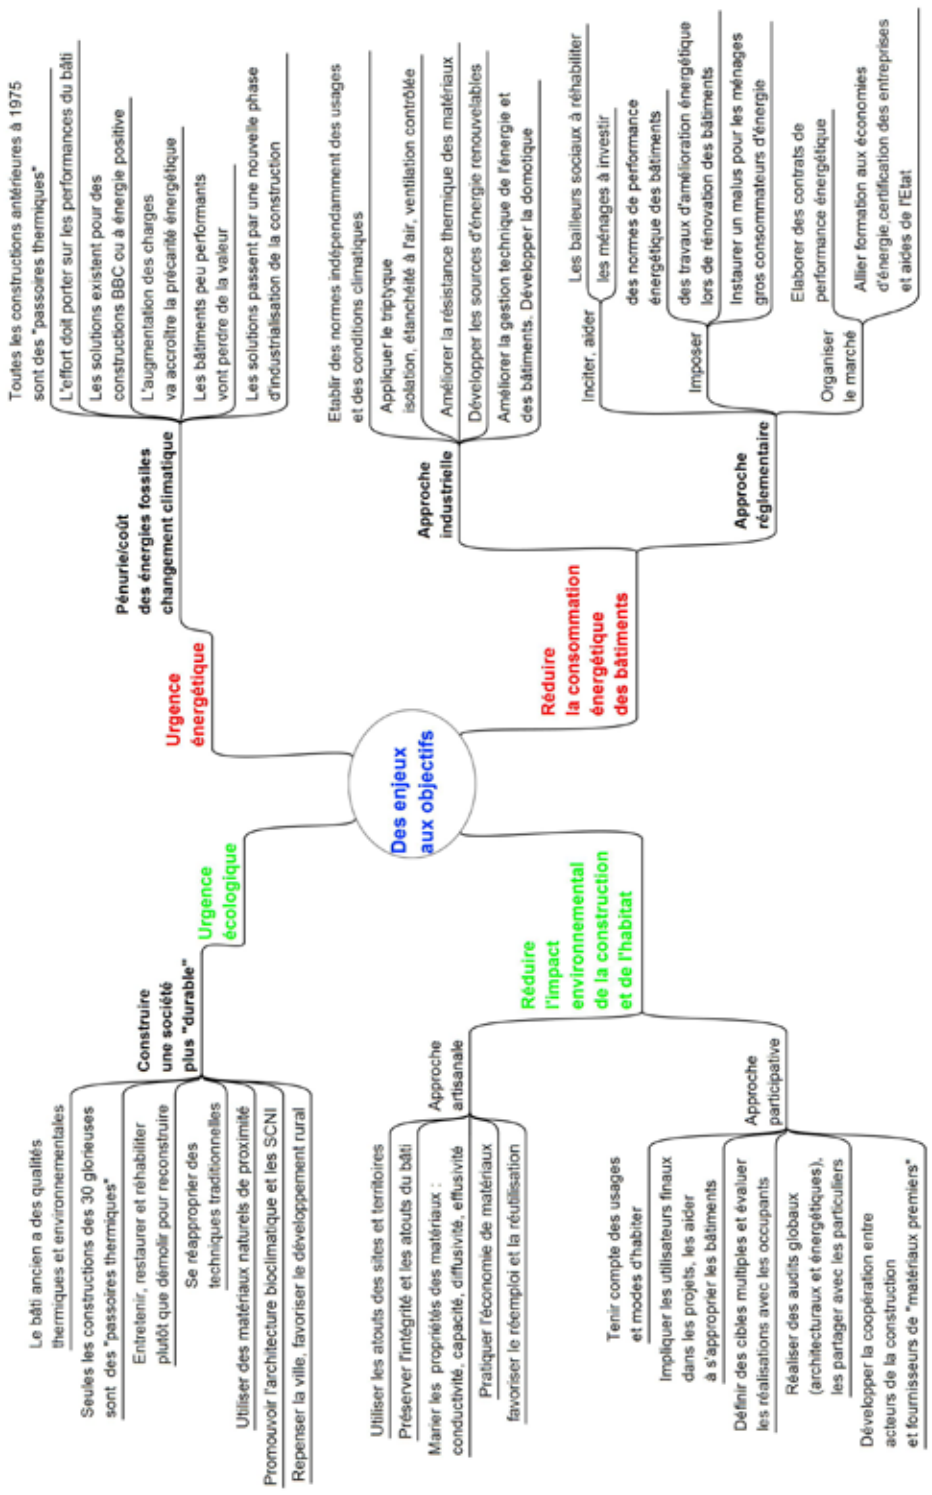 Des enjeux
aux objectifs
Urgence
écologique
Construire
une société
plus "durable"
Le bâti ancien a des qualités
thermiques et environnementales
Seules les constructions des 30 glorieuses
sont des "passoires thermiques"
Entretenir, restaurer et réhabiliter
plutôt que démolir pour reconstruire
Se réapproprier des
techniques traditionnelles
Utiliser des matériaux naturels de proximité
Promouvoir l'architecture bioclimatique et les SCNI
Repenser la ville, favoriser le développement rural
Urgence
énergétique
Pénurie/coût
des énergies fossiles
changement climatique
Toutes les constructions antérieures à 1975
sont des "passoires thermiques"
L'effort doit porter sur les performances du bâti
Les solutions existent pour des
constructions BBC ou à énergie positive
L'augmentation des charges
va accroître la précarité énergétique
Les bâtiments peu performants
vont perdre de la valeur
Les solutions passent par une nouvelle phase
d'industrialisation de la construction
Réduire
l'impact
environnemental
de la construction
et de l'habitat
Approche
artisanale
Utiliser les atouts des sites et territoires
Préserver l'intégrité et les atouts du bâti
Marier les propriétés des matériaux :
conductivité, capacité, diffusivité, effusivité
Pratiquer l'économie de matériaux
favoriser le réemploi et la réutilisation
Approche
participative
Tenir compte des usages
et modes d'habiter
Impliquer les utilisateurs finaux
dans les projets, les aider
à s'approprier les bâtiments
Définir des cibles multiples et évaluer
les réalisations avec les occupants
Réaliser des audits globaux
(architecturaux et énergétiques),
les partager avec les particuliers
Développer la coopération entre
acteurs de la construction
et fournisseurs de "matériaux premiers"
Réduire
la consommation
énergétique
des bâtiments
Approche
industrielle
Etablir des normes indépendamment des usages
et des conditions climatiques
Appliquer le triptyque
isolation, étanchéité à l'air, ventilation contrôlée
Améliorer la résistance thermique des matériaux
Développer les sources d'énergie renouvelables
Améliorer la gestion technique de l'énergie et
des bâtiments. Développer la domotique
Approche
réglementaire
Inciter, aider
Les bailleurs sociaux à réhabiliter
les ménages à investir
Imposer
des normes de performance
énergétique des bâtiments
des travaux d'amélioration énergétique
lors de rénovation des bâtiments
Instaurer un malus pour les ménages
gros consommateurs d'énergie
Organiser
le marché
Elaborer des contrats de
performance énergétique
Allier formation aux économies
d'énergie,certification des entreprises
et aides de l'Etat